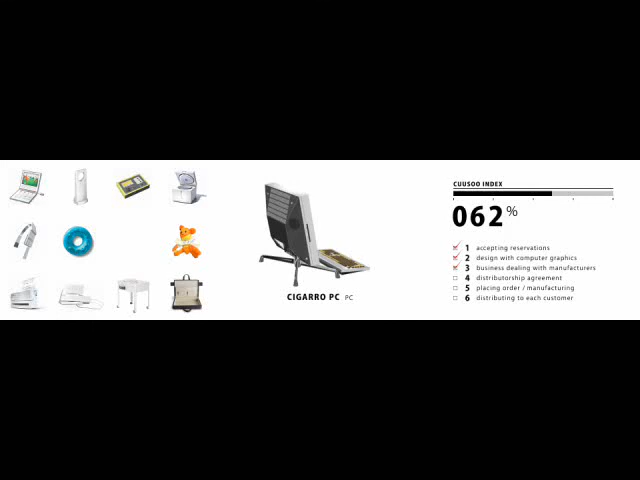 CIGARRO PC PC
CUUSOO INDEX
062%
1 accepting reservations
2 design with computer graphics
3 business dealing with manufacturers
4 distributorship agreement
5 placing order / manufacturing
6 distributing to each customer